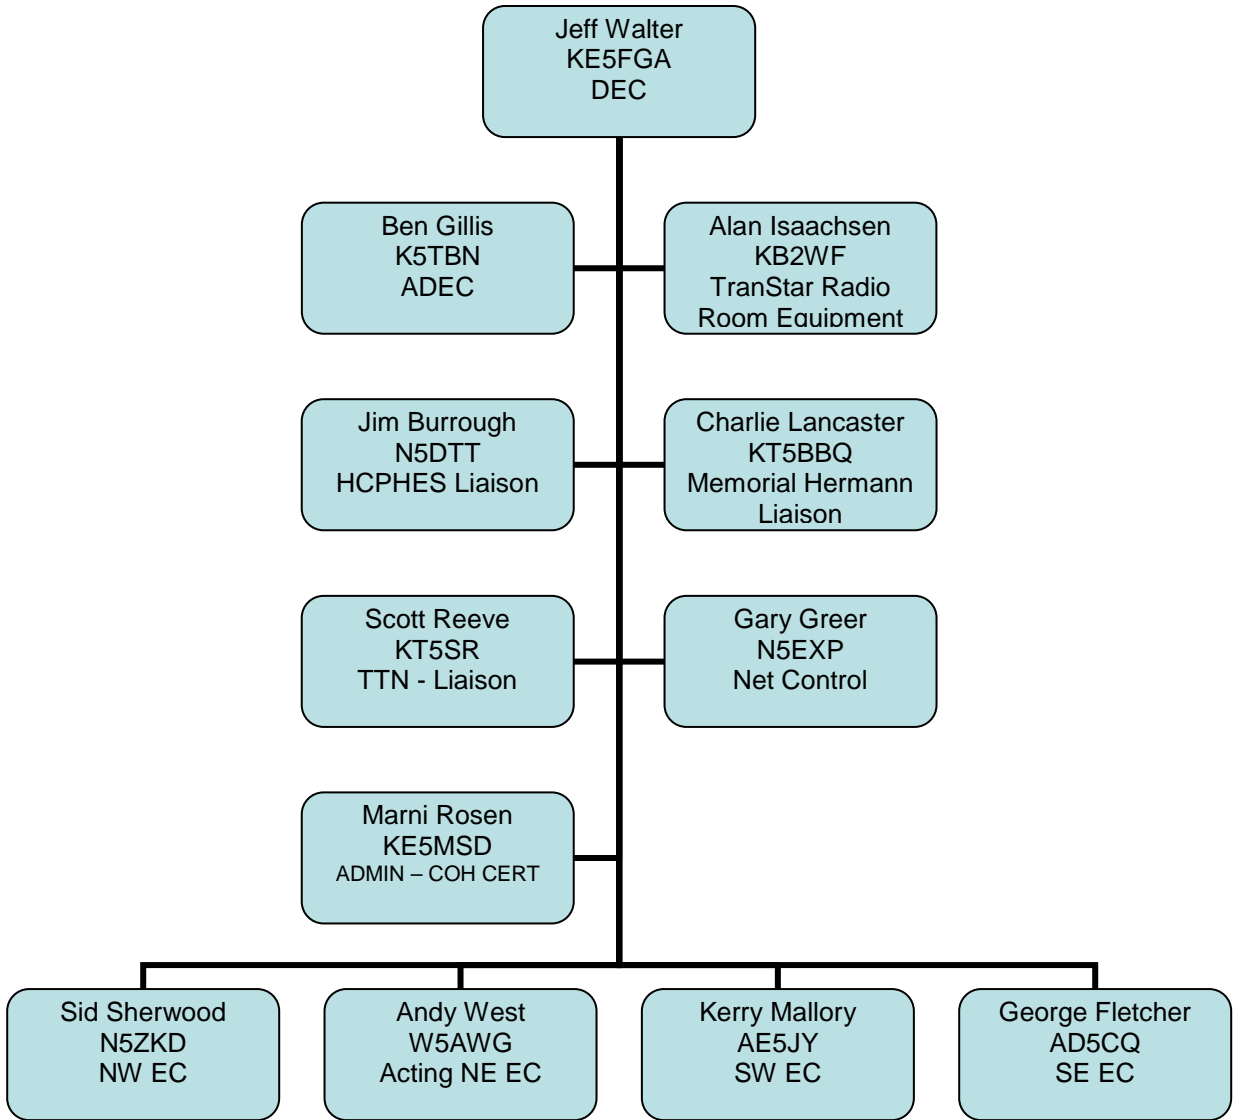 Jeff Walter
KE5FGA
DEC
Ben Gillis
K5TBN
ADEC
Alan Isaachsen
KB2WF
TranStar Radio
Room Equipment
Jim Burrough
N5DTT
HCPHES Liaison
Charlie Lancaster
KT5BBQ
Memorial Hermann
Liaison
Scott Reeve
KT5SR
TTN - Liaison
Gary Greer
N5EXP
Net Control
Marni Rosen
KE5MSD
ADMIN – COH CERT
Sid Sherwood
N5ZKD
NW EC
Andy West
W5AWG
Acting NE EC
Kerry Mallory
AE5JY
SW EC
George Fletcher
AD5CQ
SE EC